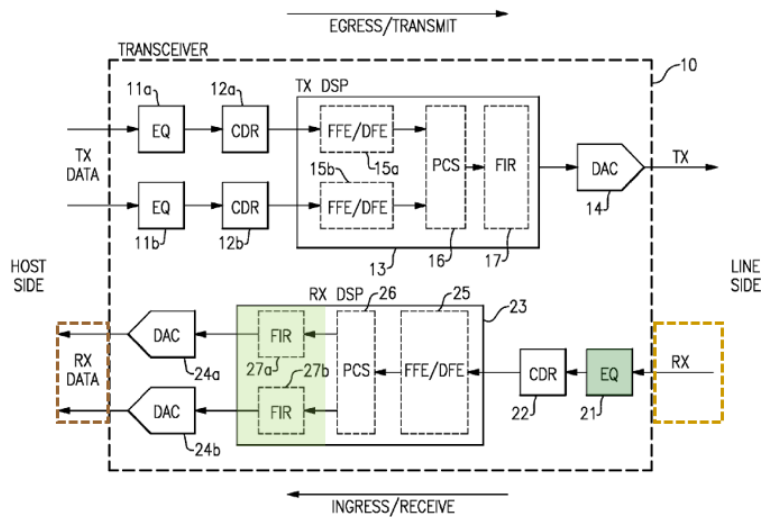 EGRESS/TRANSMIT
TRANSCEIVER
10
TX DSP
11a
12a
EQ
CDR
FFE/DFE
15a
TX
DATA
PCS
FIR
DAC
TX
14
15b
EQ
CDR
FFE/DFE
11b
12b
13
16
17
HOST
SIDE
LINE
SIDE
RX DSP
26
25
23
DAC
FIR
24a
27a
RX
DATA
PCS
FFE/DFE
CDR
EQ
RX
22
21
27b
DAC
FIR
24b
INGRESS/RECEIVE